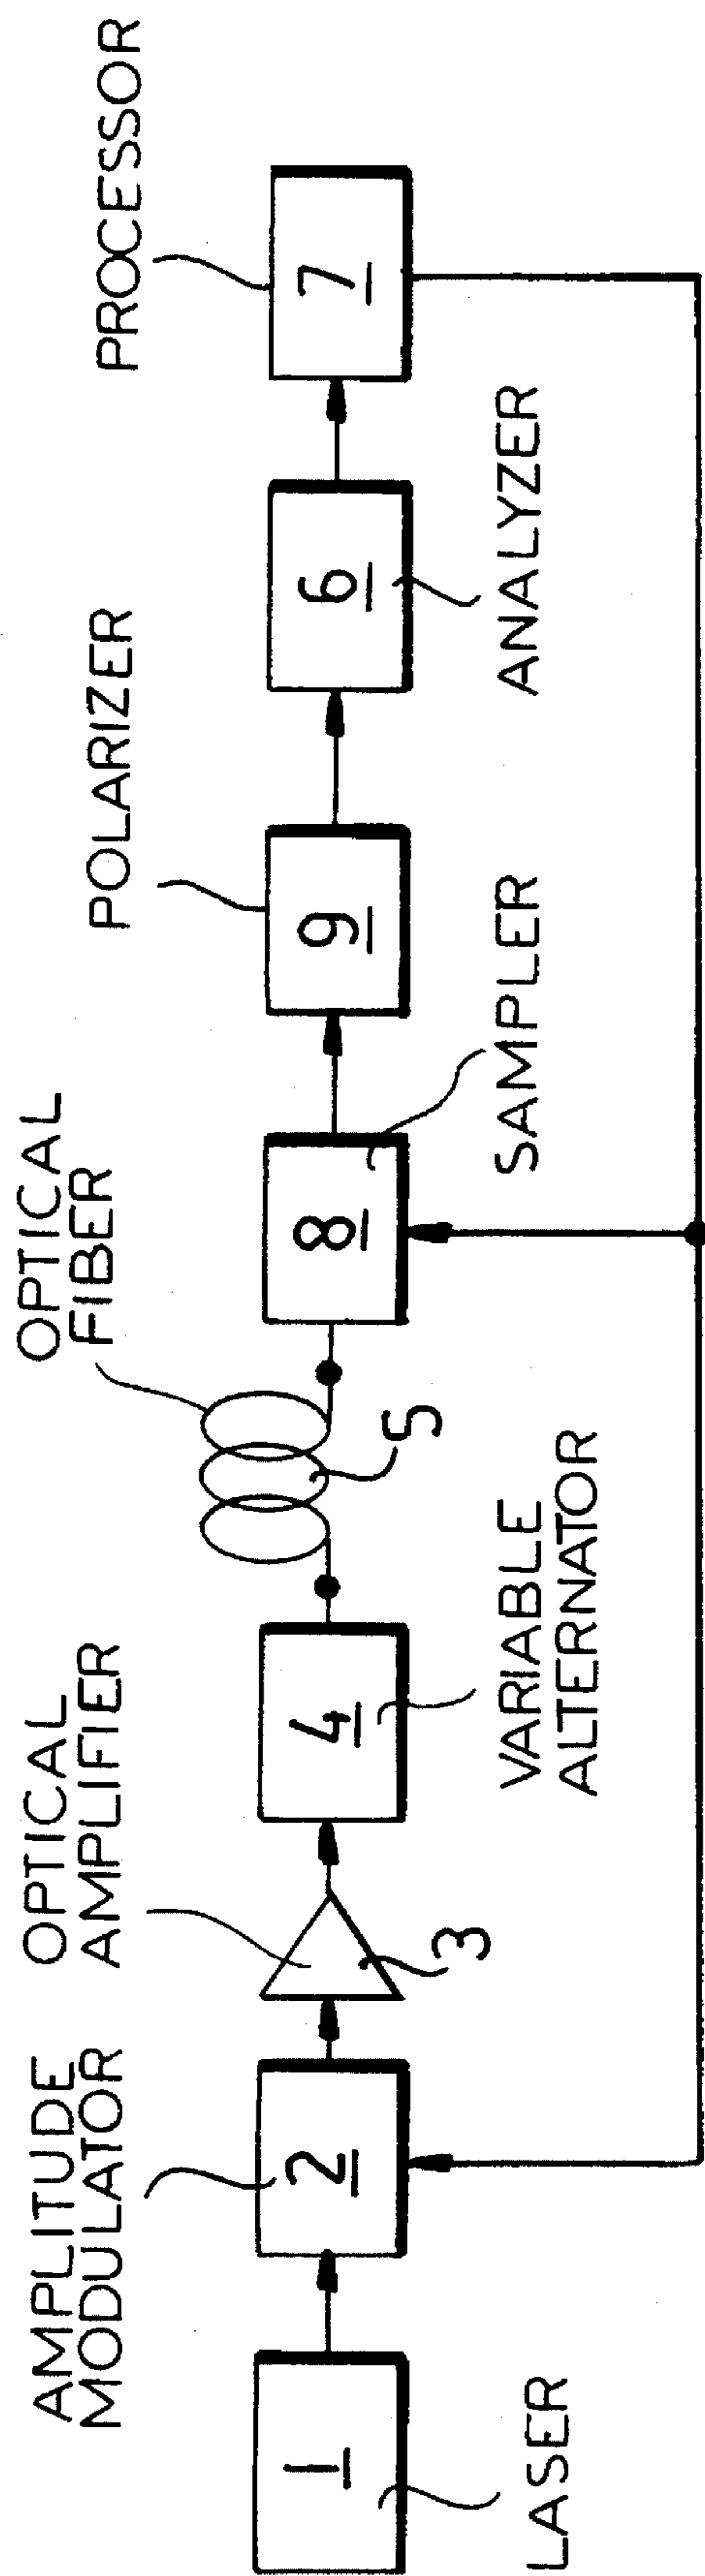 LASER
1
AMPLITUDE
MODULATOR
2
OPTICAL
AMPLIFIER
3
VARIABLE
ALTERNATOR
4
OPTICAL
FIBER
5
SAMPLER
8
POLARIZER
9
ANALYZER
6
PROCESSOR
7